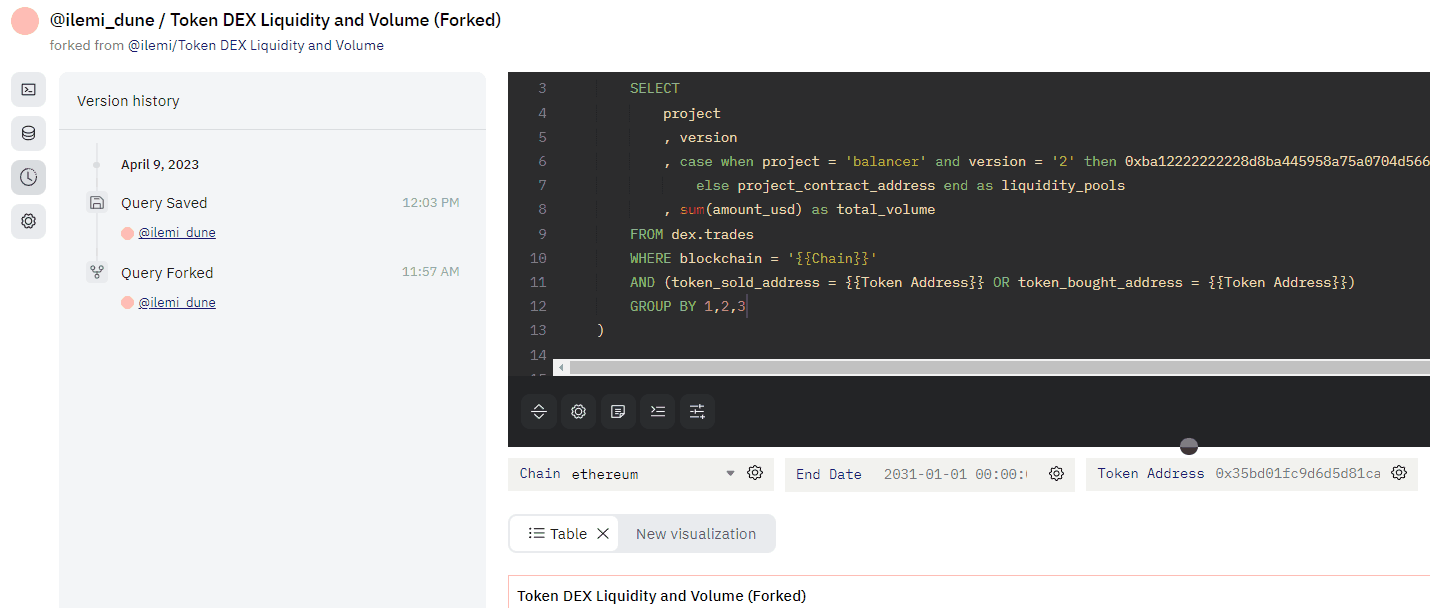 @ilemi_dune / Token DEX Liquidity and Volume (Forked)
forked from @ilemi/Token DEX Liquidity and Volume
Version history
April 9, 2023
Query Saved 12:03 PM
@ilemi_dune
Query Forked 11:57 AM
@ilemi_dune
3 SELECT
4 project
5 , version
6 , case when project = 'balancer' and version = '2' then 0xba12222222228d8ba445958a75a0704d566
7 else project_contract_address end as liquidity_pools
8 , sum(amount_usd) as total_volume
9 FROM dex.trades
10 WHERE blockchain = '{{Chain}}'
11 AND (token_sold_address = {{Token Address}} OR token_bought_address = {{Token Address}})
12 GROUP BY 1,2,3
13 )
14
Chain ethereum End Date 2031-01-01 00:00: Token Address 0x35bd01fc9d6d5d81ca
Table New visualization
Token DEX Liquidity and Volume (Forked)